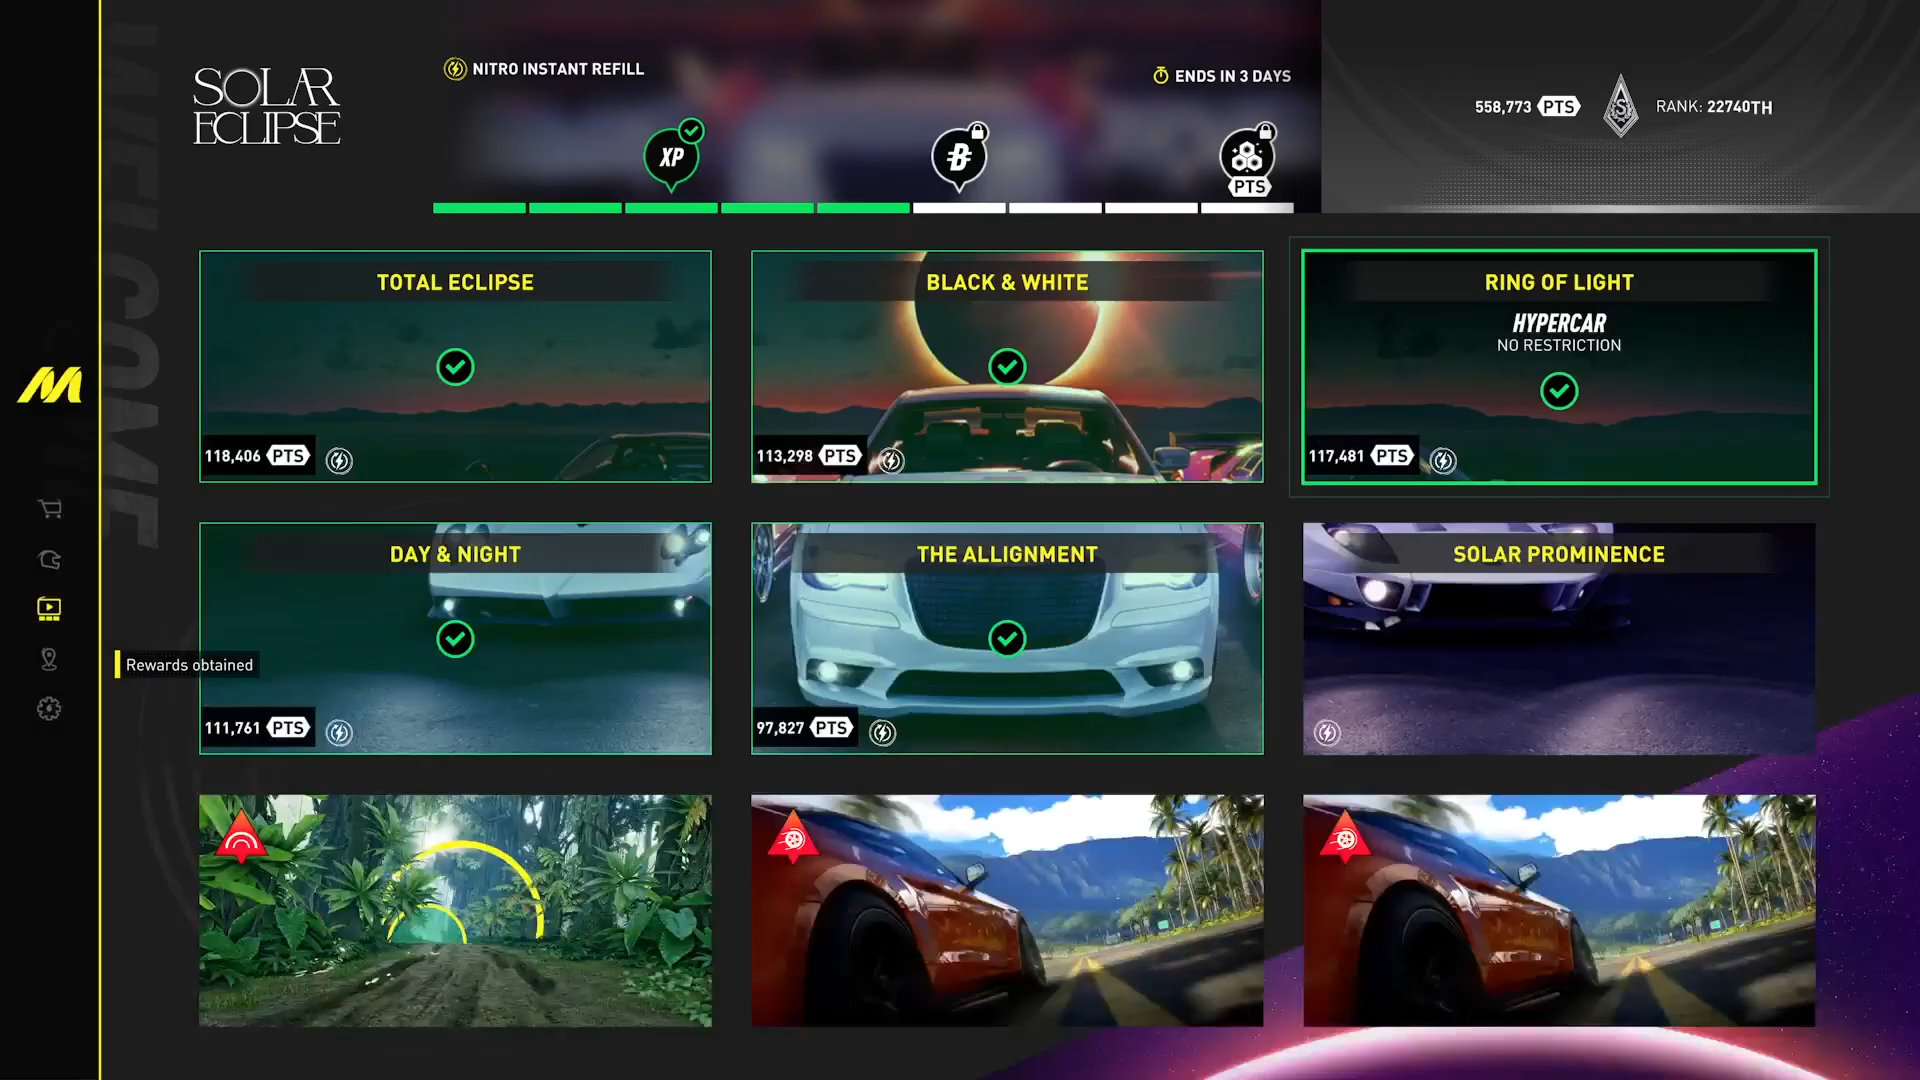 SOLAR
ECLIPSE
NITRO INSTANT REFILL
ENDS IN 3 DAYS
XP
PTS
558,773 PTS
RANK: 22740TH
WELCOME
TOTAL ECLIPSE
118,406 PTS
BLACK & WHITE
113,298 PTS
RING OF LIGHT
HYPERCAR
NO RESTRICTION
117,481 PTS
DAY & NIGHT
111,761 PTS
THE ALLIGNMENT
97,827 PTS
SOLAR PROMINENCE
Rewards obtained